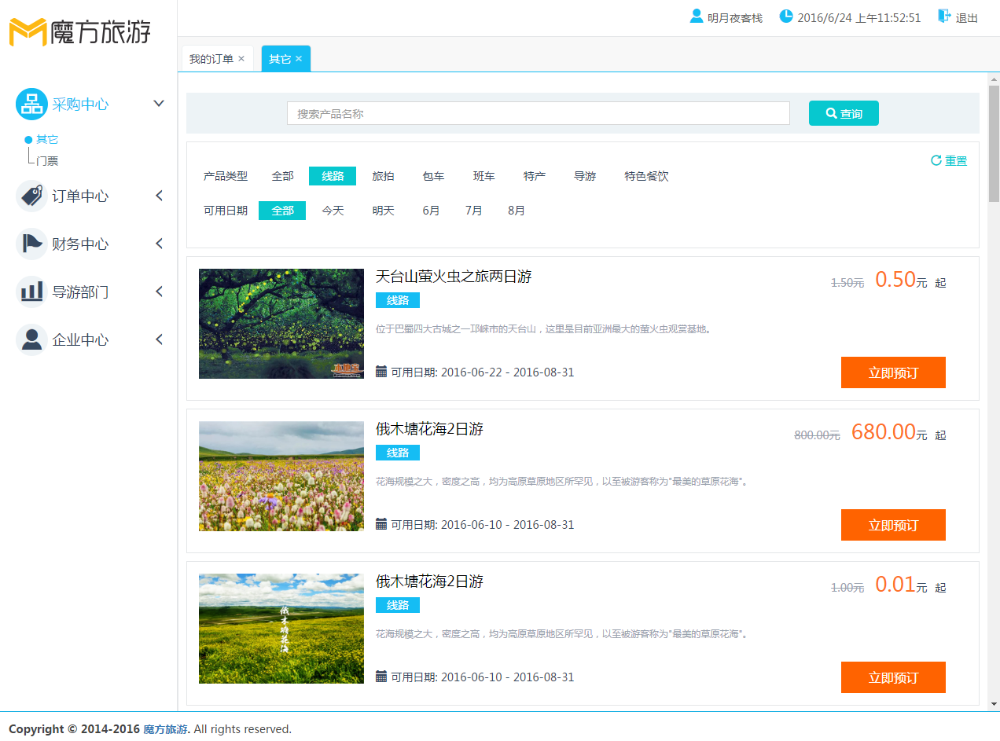 魔方旅游
明月夜客栈 2016/6/24 上午11:52:51 退出
我的订单 × 其它 ×
采购中心
其它
门票
订单中心
财务中心
导游部门
企业中心
搜索产品名称 查询
重置
产品类型 全部 线路 旅拍 包车 班车 特产 导游 特色餐饮
可用日期 全部 今天 明天 6月 7月 8月
天台山萤火虫之旅两日游
1.50元 0.50元 起
线路
位于巴蜀四大古城之一邛崃市的天台山，这里是目前亚洲最大的萤火虫观赏基地。
本地宝
可用日期: 2016-06-22 - 2016-08-31
立即预订
俄木塘花海2日游
800.00元 680.00元 起
线路
花海规模之大，密度之高，均为高原草原地区所罕见，以至被游客称为"最美的草原花海"。
可用日期: 2016-06-10 - 2016-08-31
立即预订
俄木塘花海2日游
1.00元 0.01元 起
线路
俄木塘花海
花海规模之大，密度之高，均为高原草原地区所罕见，以至被游客称为"最美的草原花海"。
可用日期: 2016-06-10 - 2016-08-31
立即预订
Copyright © 2014-2016 魔方旅游. All rights reserved.